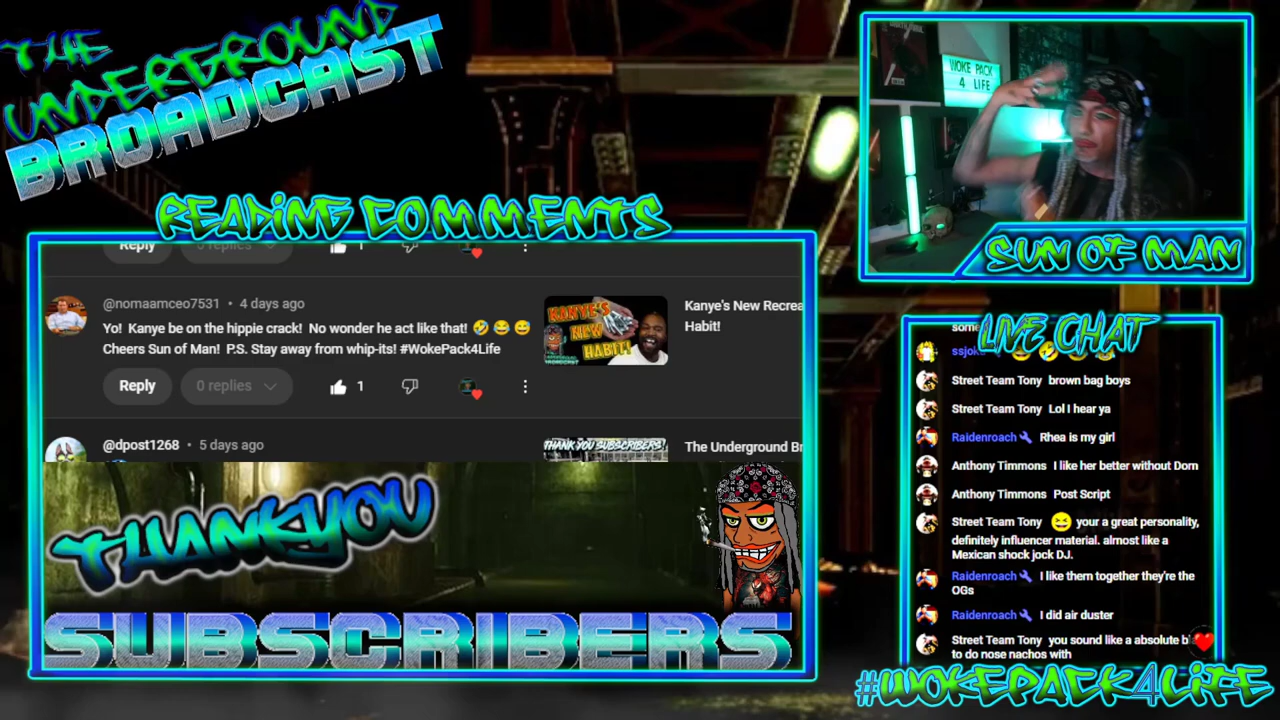 THE
UNDERGROUND
BROADCAST
READING COMMENTS
Reply 0 replies 1
@nomaamceo7531 • 4 days ago
Yo! Kanye be on the hippie crack! No wonder he act like that! 🤣 😂 😅
Cheers Sun of Man! P.S. Stay away from whip-its! #WokePack4Life
Reply 0 replies 1
KANYE'S
NEW
HABIT!
Kanye's New Recrea
Habit!
@dpost1268 • 5 days ago
THANK YOU SUBSCRIBERS!
The Underground Br
THANK YOU
SUBSCRIBERS
WOKE PACK
4 LIFE
SUN OF MAN
LIVE CHAT
some
Street Team Tony brown bag boys
Street Team Tony Lol I hear ya
Raidenroach Rhea is my girl
Anthony Timmons I like her better without Dom
Anthony Timmons Post Script
Street Team Tony 😆 your a great personality,
definitely influencer material. almost like a
Mexican shock jock DJ.
Raidenroach I like them together they're the
OGs
Raidenroach I did air duster
Street Team Tony you sound like a absolute b
to do nose nachos with
#WOKEPACK4LIFE